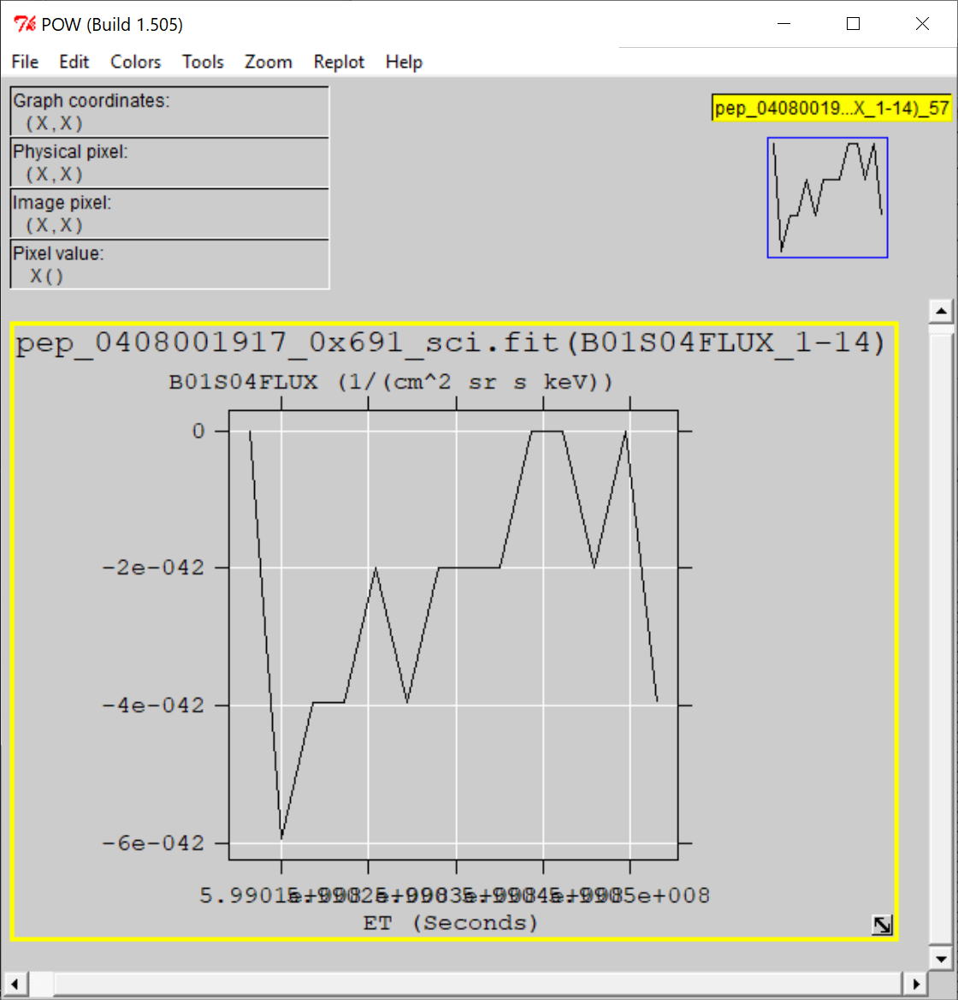 POW (Build 1.505)
File Edit Colors Tools Zoom Replot Help
Graph coordinates:
(X,X)
Physical pixel:
(X,X)
Image pixel:
(X,X)
Pixel value:
X()
pep_04080019...X_1-14)_57
pep_0408001917_0x691_sci.fit(B01S04FLUX_1-14)
B01S04FLUX (1/(cm^2 sr s keV))
0
-2e-042
-4e-042
-6e-042
ET (Seconds)